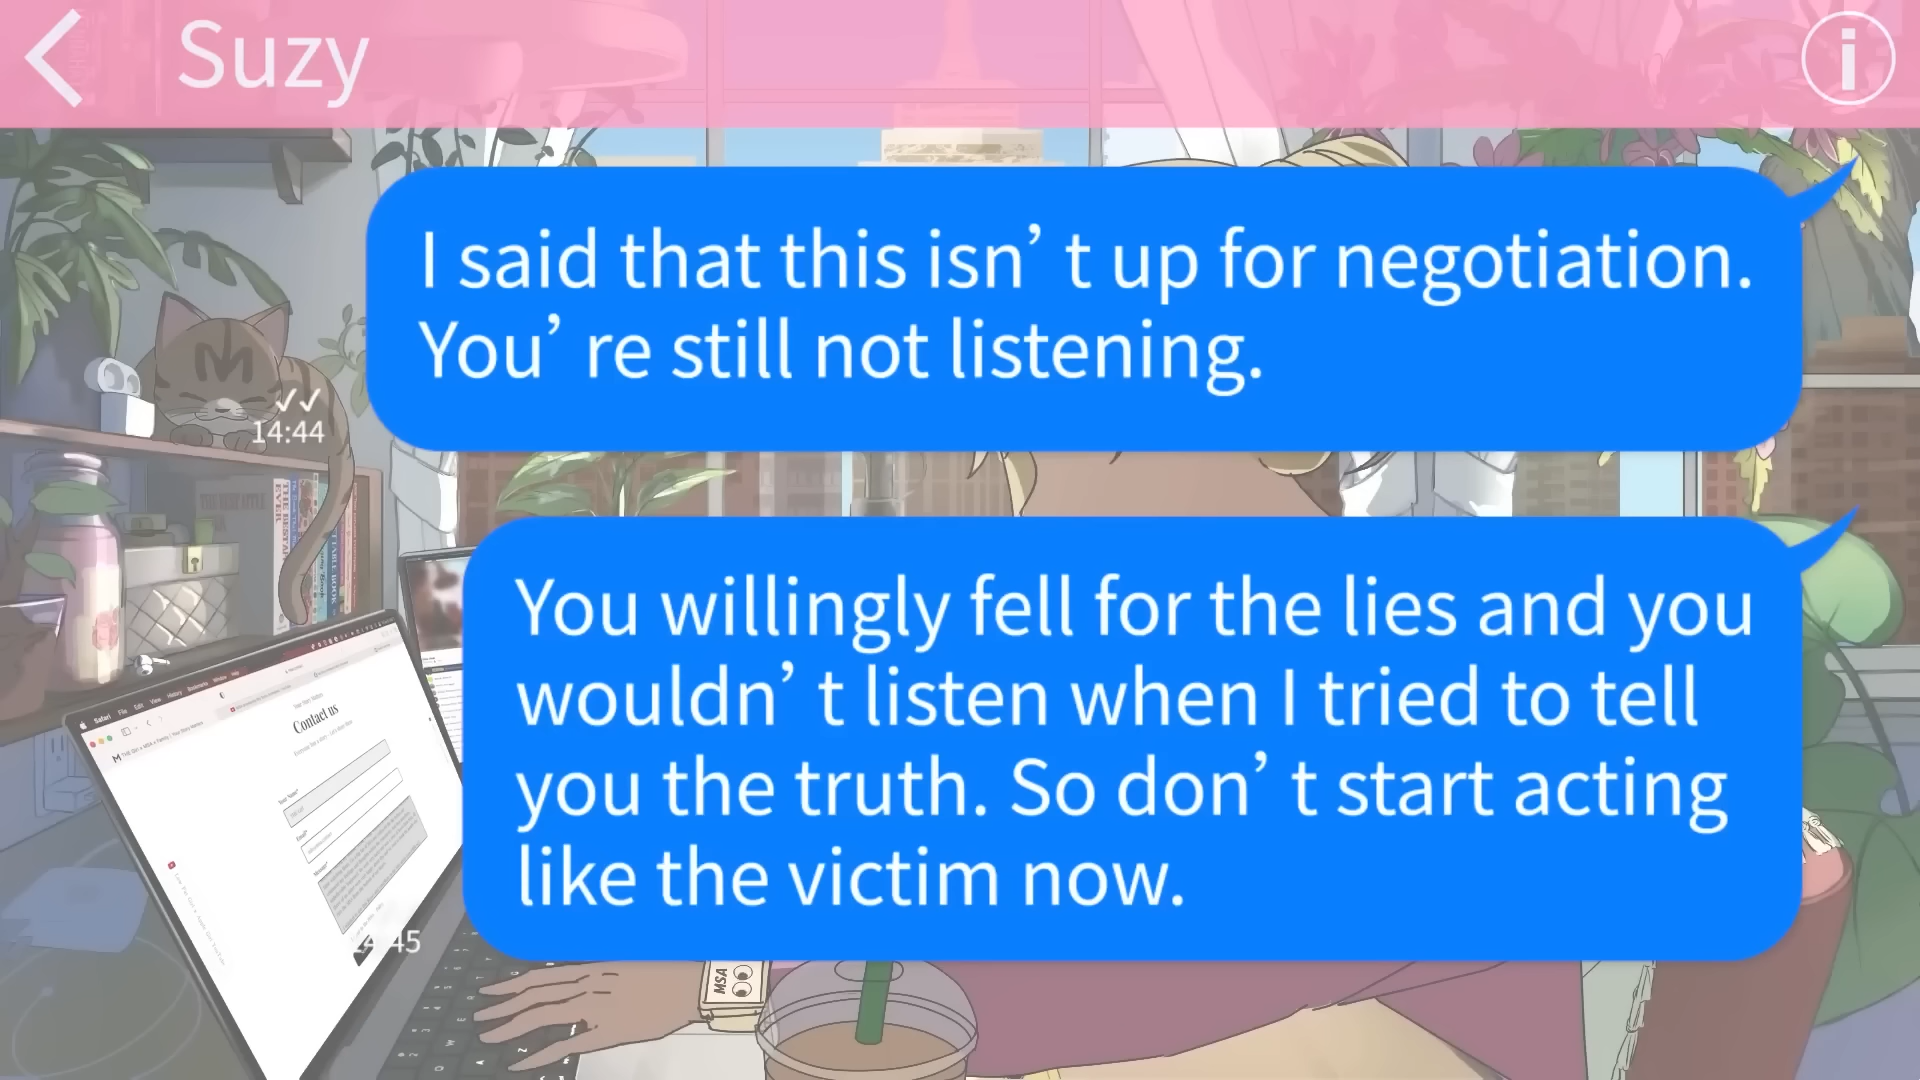 Suzy
I said that this isn’ t up for negotiation.
You’ re still not listening.
14:44
You willingly fell for the lies and you
wouldn’ t listen when I tried to tell
you the truth. So don’ t start acting
like the victim now.
Contact us
MSA